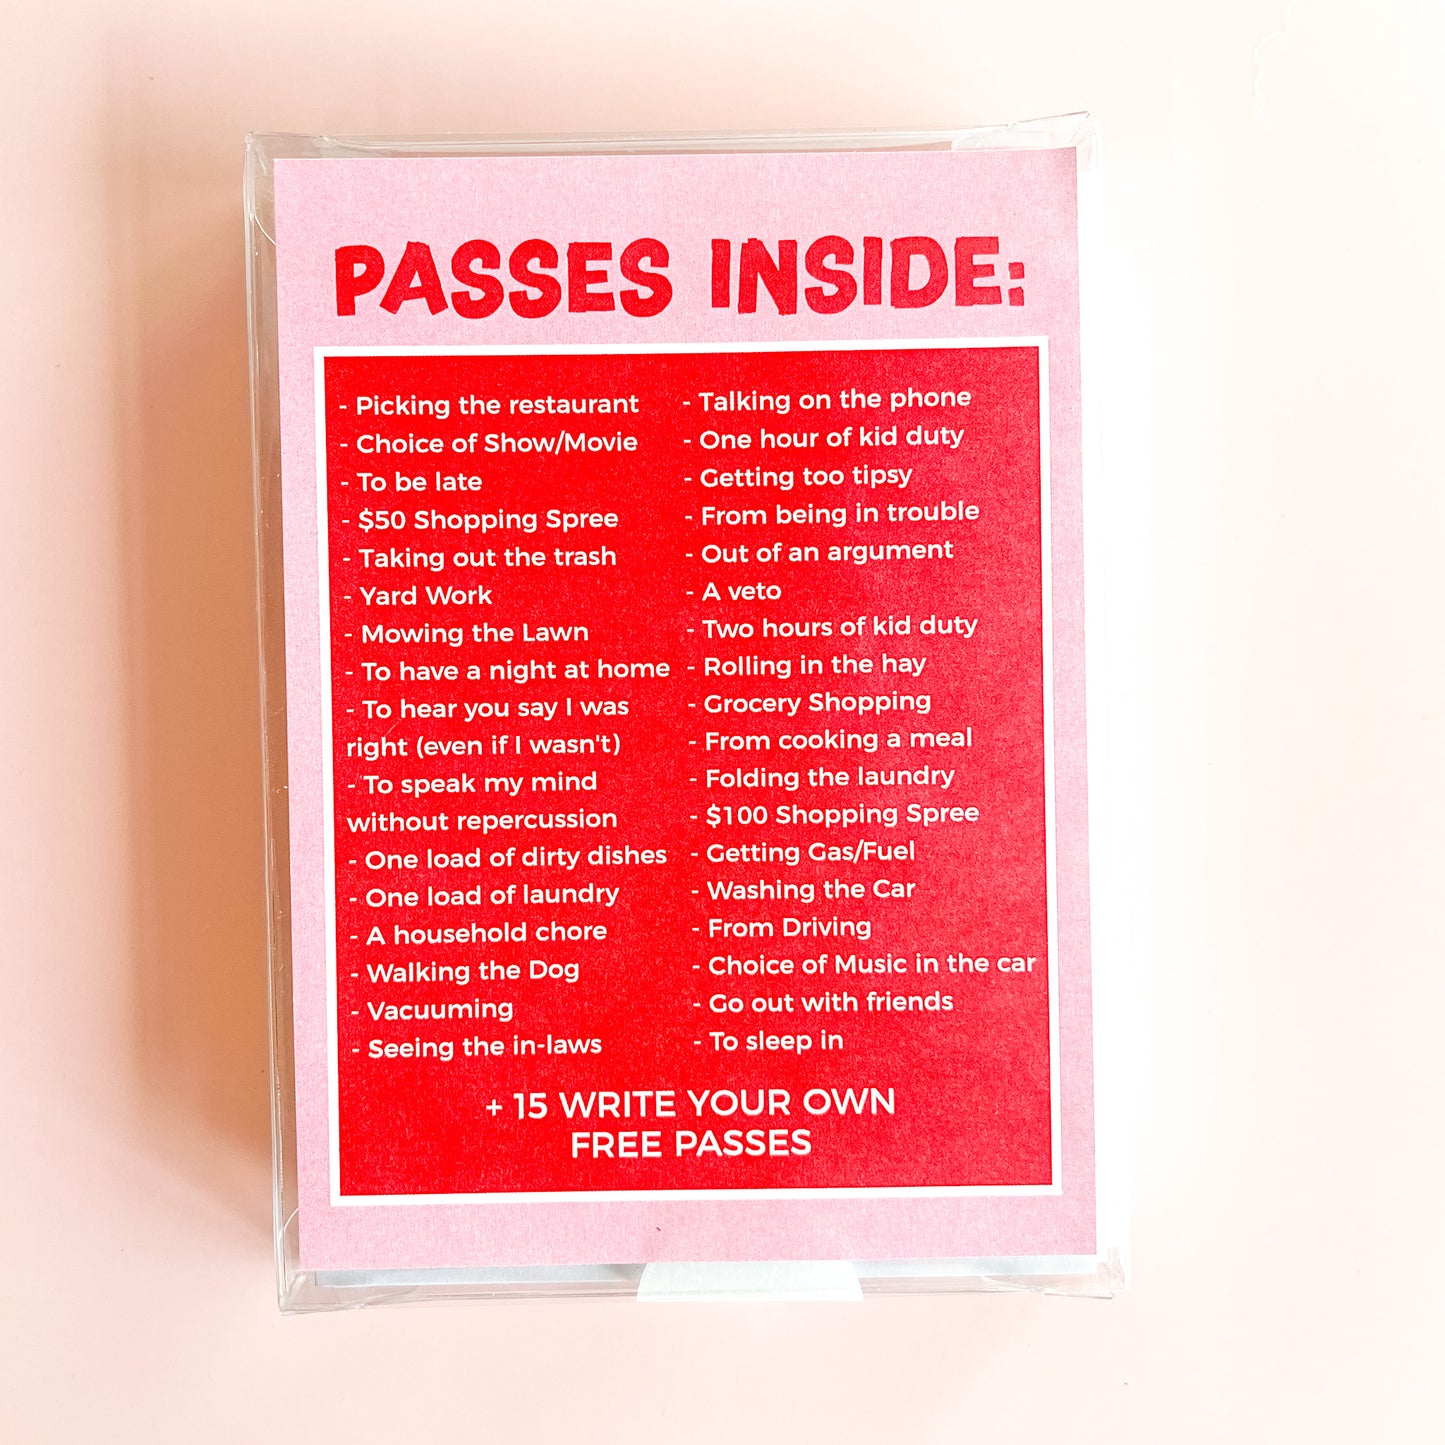 PASSES INSIDE:
- Picking the restaurant
- Choice of Show/Movie
- To be late
- $50 Shopping Spree
- Taking out the trash
- Yard Work
- Mowing the Lawn
- To have a night at home
- To hear you say I was
right (even if I wasn't)
- To speak my mind
without repercussion
- One load of dirty dishes
- One load of laundry
- A household chore
- Walking the Dog
- Vacuuming
- Seeing the in-laws
- Talking on the phone
- One hour of kid duty
- Getting too tipsy
- From being in trouble
- Out of an argument
- A veto
- Two hours of kid duty
- Rolling in the hay
- Grocery Shopping
- From cooking a meal
- Folding the laundry
- $100 Shopping Spree
- Getting Gas/Fuel
- Washing the Car
- From Driving
- Choice of Music in the car
- Go out with friends
- To sleep in
+ 15 WRITE YOUR OWN
FREE PASSES